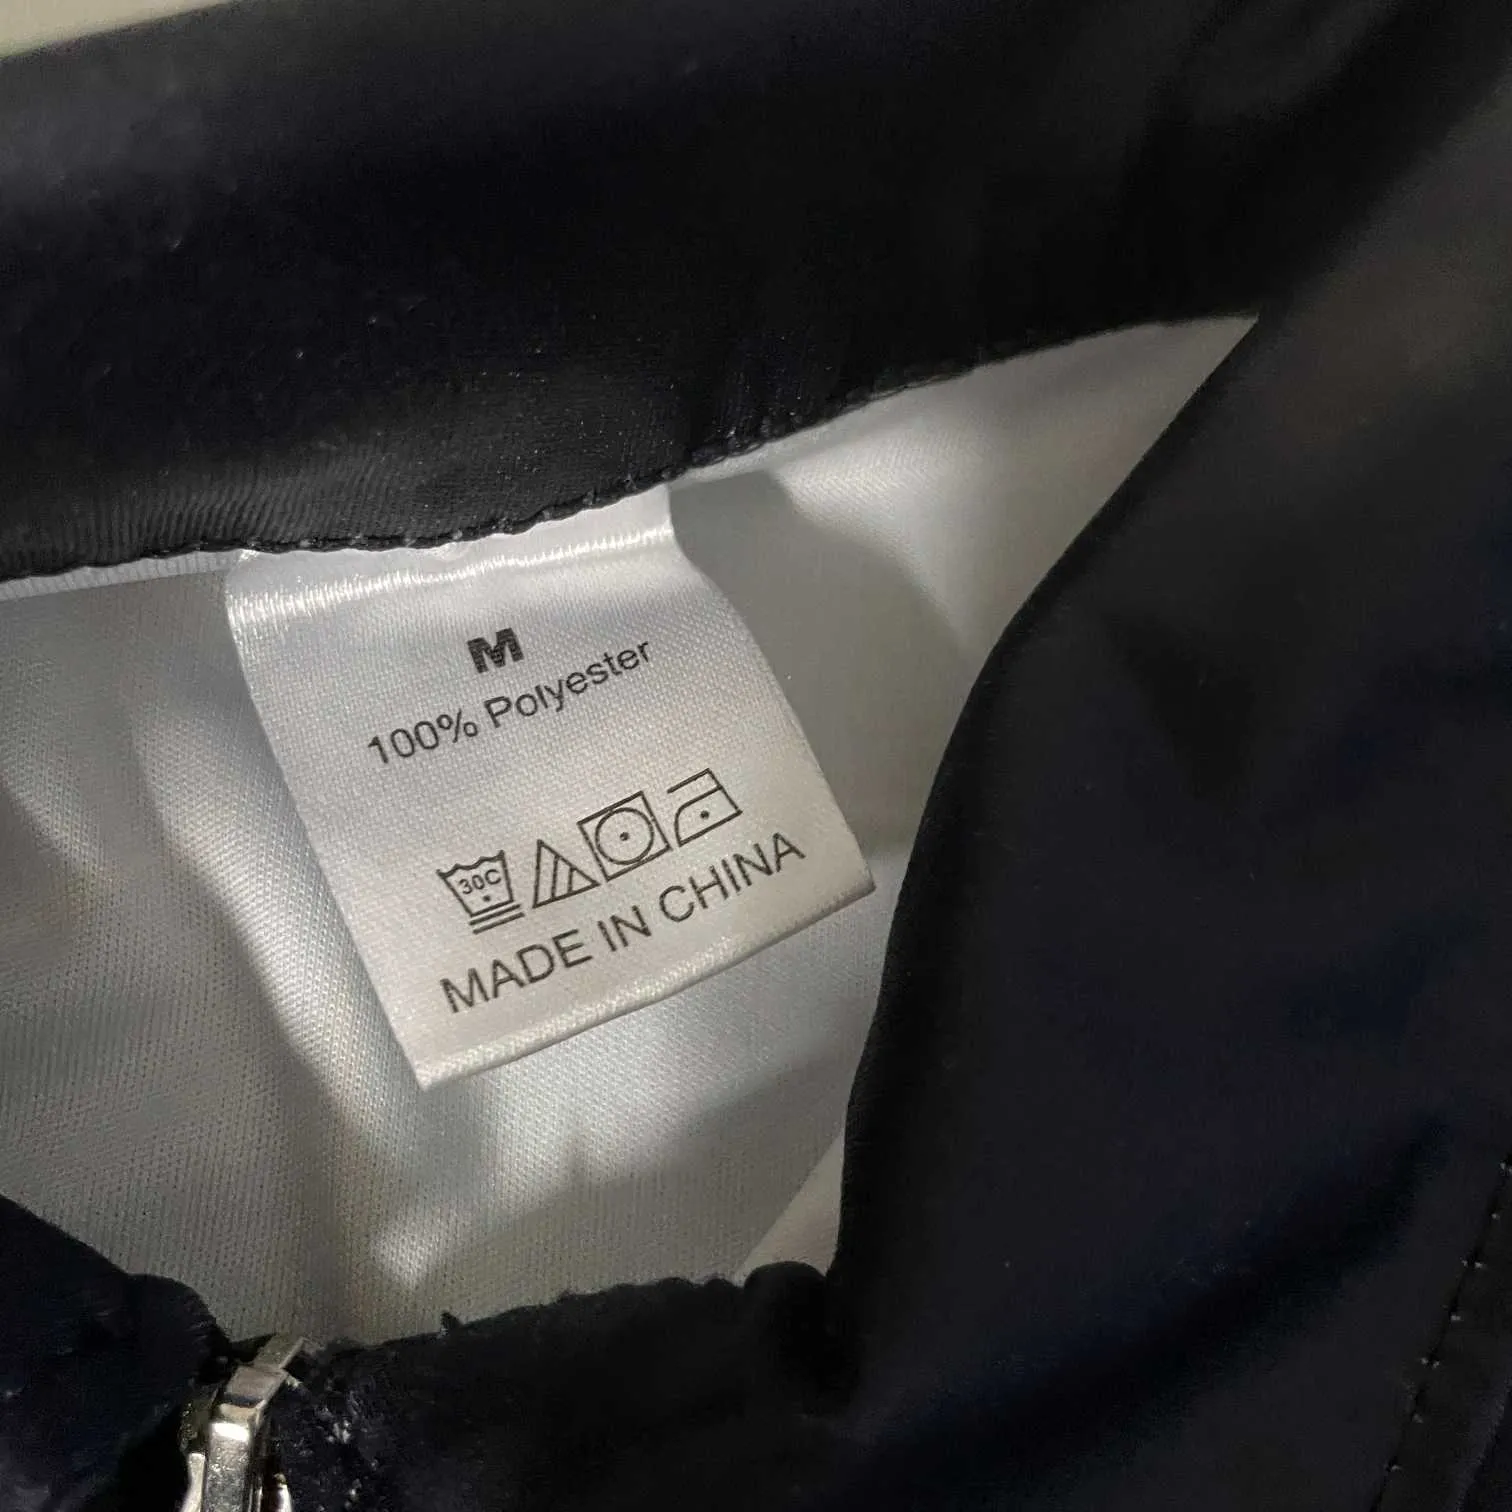 M
100% Polyester
30C
MADE IN CHINA